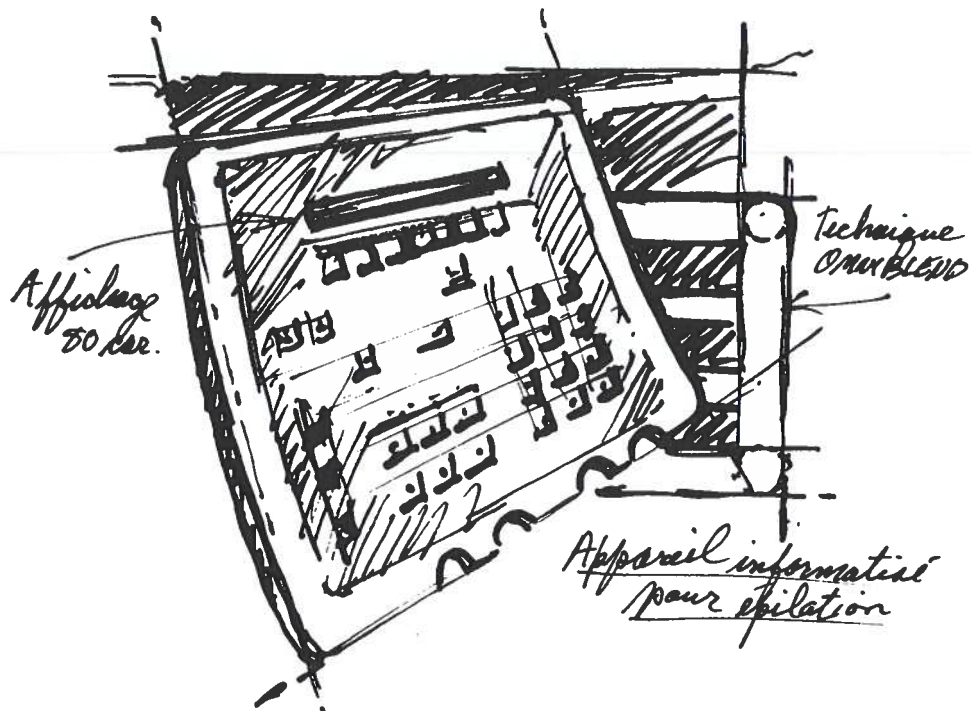 Affichage
80 car.
Technique
OMNIBLEND
Appareil informatisé
pour épilation